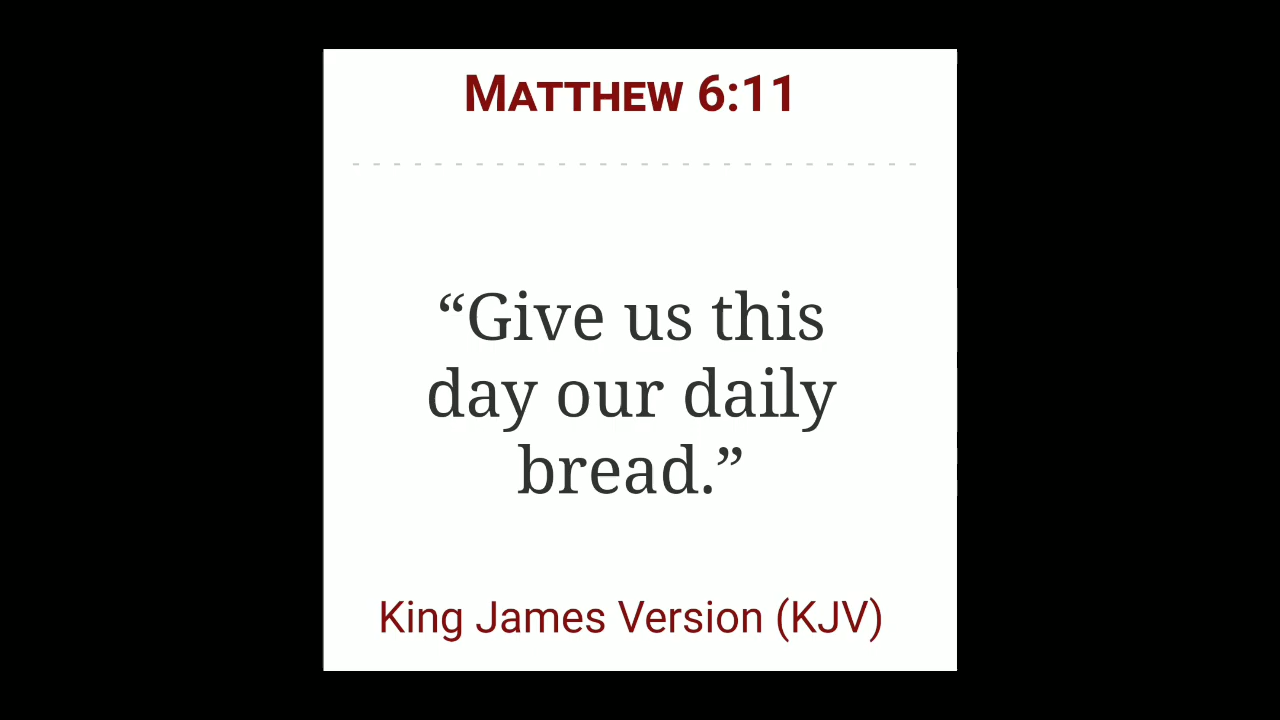 MATTHEW 6:11
“Give us this
day our daily
bread.”
King James Version (KJV)